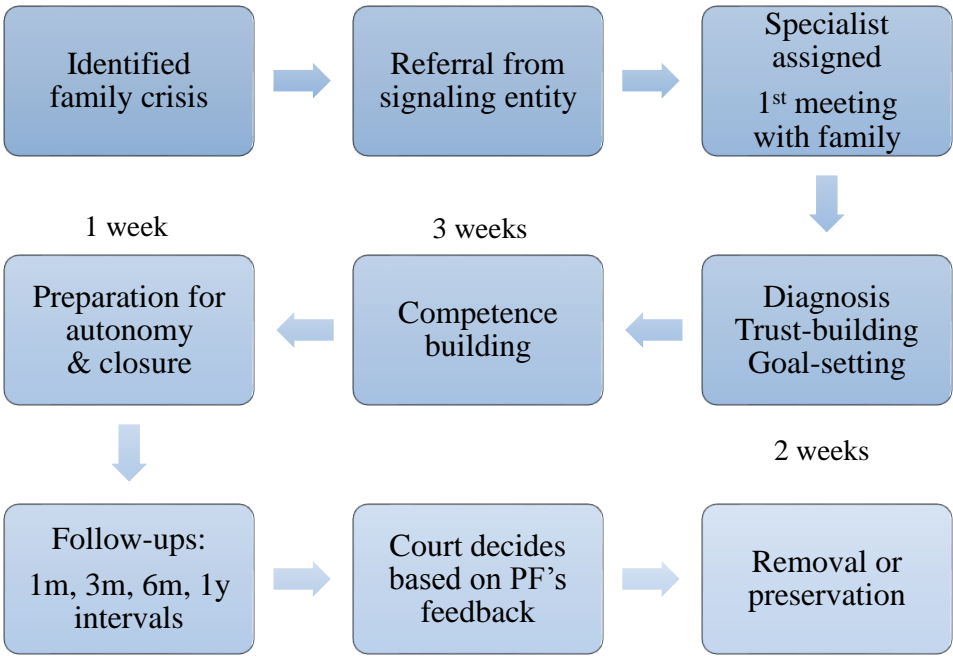 Identified
family crisis
Referral from
signaling entity
Specialist
assigned
1st meeting
with family
2 weeks
Diagnosis
Trust-building
Goal-setting
3 weeks
Competence
building
1 week
Preparation for
autonomy
& closure
Follow-ups:
1m, 3m, 6m, 1y
intervals
Court decides
based on PF’s
feedback
Removal or
preservation